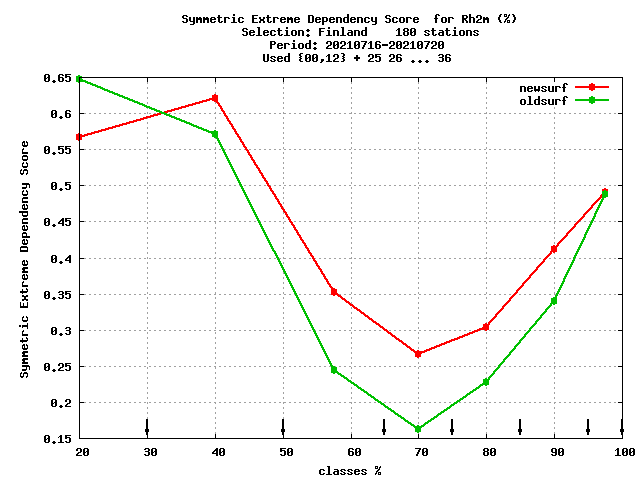 Symmetric Extreme Dependency Score  for Rh2m (%)
Selection: Finland    180 stations
Period: 20210716-20210720
Used {00,12} + 25 26 ... 36
newsurf
oldsurf
Symmetric Extreme Dependency Score
0.65
0.6
0.55
0.5
0.45
0.4
0.35
0.3
0.25
0.2
0.15
20 30 40 50 60 70 80 90 100
classes %